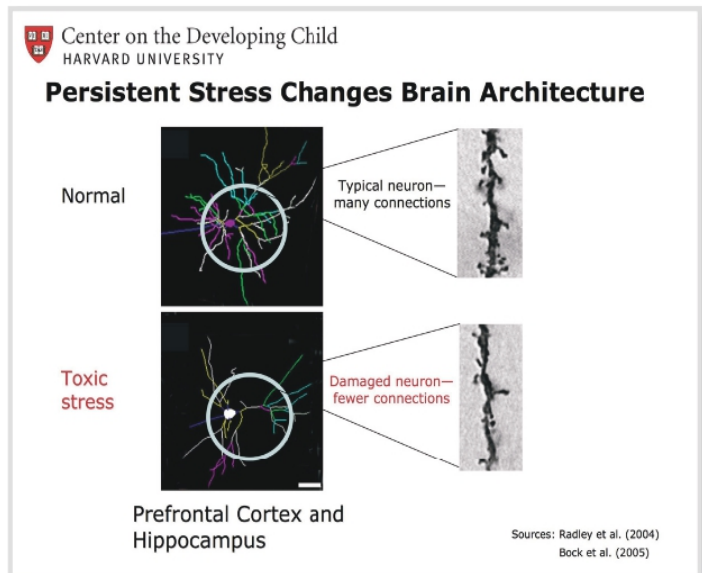 Center on the Developing Child
HARVARD UNIVERSITY
Persistent Stress Changes Brain Architecture
Normal
Typical neuron—
many connections
Toxic
stress
Damaged neuron—
fewer connections
Prefrontal Cortex and
Hippocampus
Sources: Radley et al. (2004)
Bock et al. (2005)